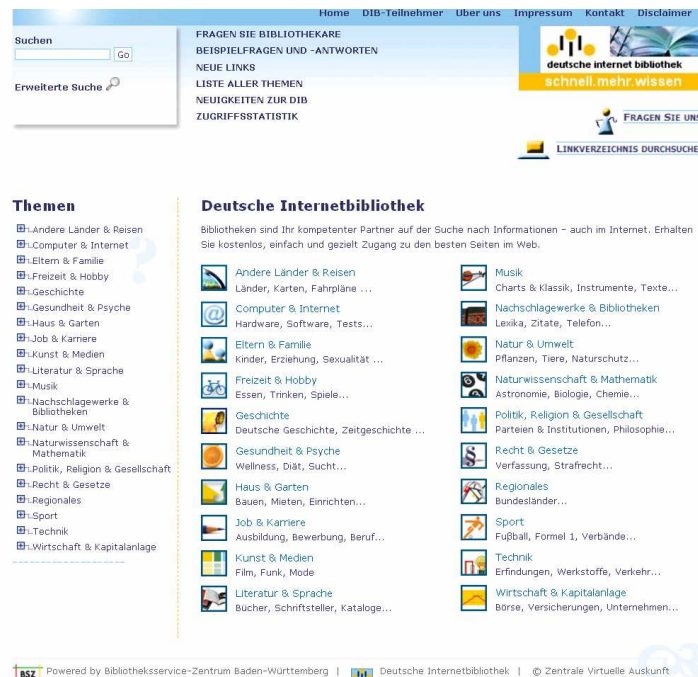 Home DIB-Teilnehmer Über uns Impressum Kontakt Disclaimer
Suchen
Go
Erweiterte Suche
FRAGEN SIE BIBLIOTHEKARE
BEISPIELFRAGEN UND -ANTWORTEN
NEUE LINKS
LISTE ALLER THEMEN
NEUIGKEITEN ZUR DIB
ZUGRIFFSSTATISTIK
deutsche internet bibliothek
schnell.mehr.wissen
FRAGEN SIE UNS
LINKVERZEICHNIS DURCHSUCHE
Themen
Andere Länder & Reisen
Computer & Internet
Eltern & Familie
Freizeit & Hobby
Geschichte
Gesundheit & Psyche
Haus & Garten
Job & Karriere
Kunst & Medien
Literatur & Sprache
Musik
Nachschlagewerke &
Bibliotheken
Natur & Umwelt
Naturwissenschaft &
Mathematik
Politik, Religion & Gesellschaft
Recht & Gesetze
Regionales
Sport
Technik
Wirtschaft & Kapitalanlage
Deutsche Internetbibliothek
Bibliotheken sind Ihr kompetenter Partner auf der Suche nach Informationen - auch im Internet. Erhalten
Sie kostenlos, einfach und gezielt Zugang zu den besten Seiten im Web.
Andere Länder & Reisen
Länder, Karten, Fahrpläne ...
Computer & Internet
Hardware, Software, Tests...
Eltern & Familie
Kinder, Erziehung, Sexualität ...
Freizeit & Hobby
Essen, Trinken, Spiele...
Geschichte
Deutsche Geschichte, Zeitgeschichte ...
Gesundheit & Psyche
Wellness, Diät, Sucht...
Haus & Garten
Bauen, Mieten, Einrichten...
Job & Karriere
Ausbildung, Bewerbung, Beruf...
Kunst & Medien
Film, Funk, Mode
Literatur & Sprache
Bücher, Schriftsteller, Kataloge...
Musik
Charts & Klassik, Instrumente, Texte...
Nachschlagewerke & Bibliotheken
Lexika, Zitate, Telefon...
Natur & Umwelt
Pflanzen, Tiere, Naturschutz...
Naturwissenschaft & Mathematik
Astronomie, Biologie, Chemie...
Politik, Religion & Gesellschaft
Parteien & Institutionen, Philosophie...
Recht & Gesetze
Verfassung, Strafrecht...
Regionales
Bundesländer...
Sport
Fußball, Formel 1, Verbände...
Technik
Erfindungen, Werkstoffe, Verkehr...
Wirtschaft & Kapitalanlage
Börse, Versicherungen, Unternehmen...
BSZ Powered by Bibliotheksservice-Zentrum Baden-Württemberg | Deutsche Internetbibliothek | © Zentrale Virtuelle Auskunft